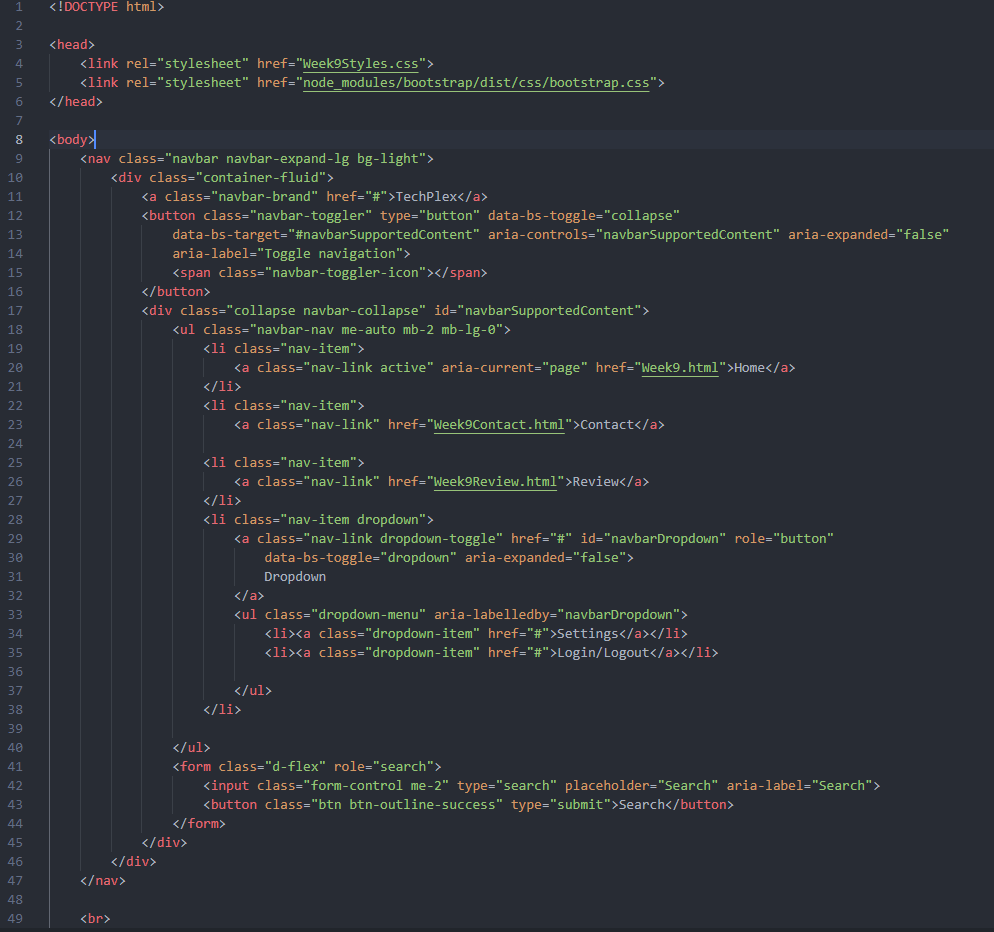 1 <!DOCTYPE html>
2
3 <head>
4     <link rel="stylesheet" href="Week9Styles.css">
5     <link rel="stylesheet" href="node_modules/bootstrap/dist/css/bootstrap.css">
6 </head>
7
8 <body>
9     <nav class="navbar navbar-expand-lg bg-light">
10         <div class="container-fluid">
11             <a class="navbar-brand" href="#">TechPlex</a>
12             <button class="navbar-toggler" type="button" data-bs-toggle="collapse"
13                 data-bs-target="#navbarSupportedContent" aria-controls="navbarSupportedContent" aria-expanded="false"
14                 aria-label="Toggle navigation">
15                 <span class="navbar-toggler-icon"></span>
16             </button>
17             <div class="collapse navbar-collapse" id="navbarSupportedContent">
18                 <ul class="navbar-nav me-auto mb-2 mb-lg-0">
19                     <li class="nav-item">
20                         <a class="nav-link active" aria-current="page" href="Week9.html">Home</a>
21                     </li>
22                     <li class="nav-item">
23                         <a class="nav-link" href="Week9Contact.html">Contact</a>
24
25                     <li class="nav-item">
26                         <a class="nav-link" href="Week9Review.html">Review</a>
27                     </li>
28                     <li class="nav-item dropdown">
29                         <a class="nav-link dropdown-toggle" href="#" id="navbarDropdown" role="button"
30                             data-bs-toggle="dropdown" aria-expanded="false">
31                             Dropdown
32                         </a>
33                         <ul class="dropdown-menu" aria-labelledby="navbarDropdown">
34                             <li><a class="dropdown-item" href="#">Settings</a></li>
35                             <li><a class="dropdown-item" href="#">Login/Logout</a></li>
36
37                         </ul>
38                     </li>
39
40                 </ul>
41                 <form class="d-flex" role="search">
42                     <input class="form-control me-2" type="search" placeholder="Search" aria-label="Search">
43                     <button class="btn btn-outline-success" type="submit">Search</button>
44                 </form>
45             </div>
46         </div>
47     </nav>
48
49     <br>